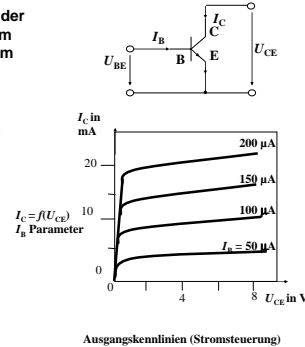 der
m
m
I_C
C
I_B
U_CE
U_BE
B
E
I_C in
mA
200 µA
20
150 µA
I_C = f(U_CE)
I_B Parameter
10
100 µA
I_B = 50 µA
0
0
4
8
U_CE in V
Ausgangskennlinien (Stromsteuerung)